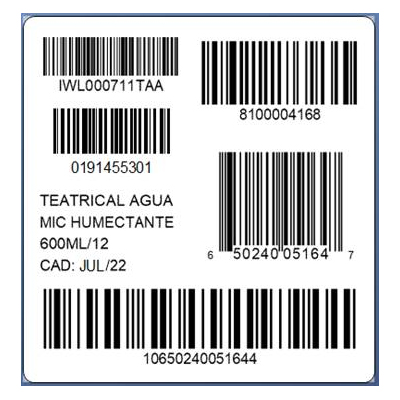 IWL000711TAA
8100004168
0191455301
TEATRICAL AGUA
MIC HUMECTANTE
600ML/12
CAD: JUL/22
6 50240 05164 7
10650240051644